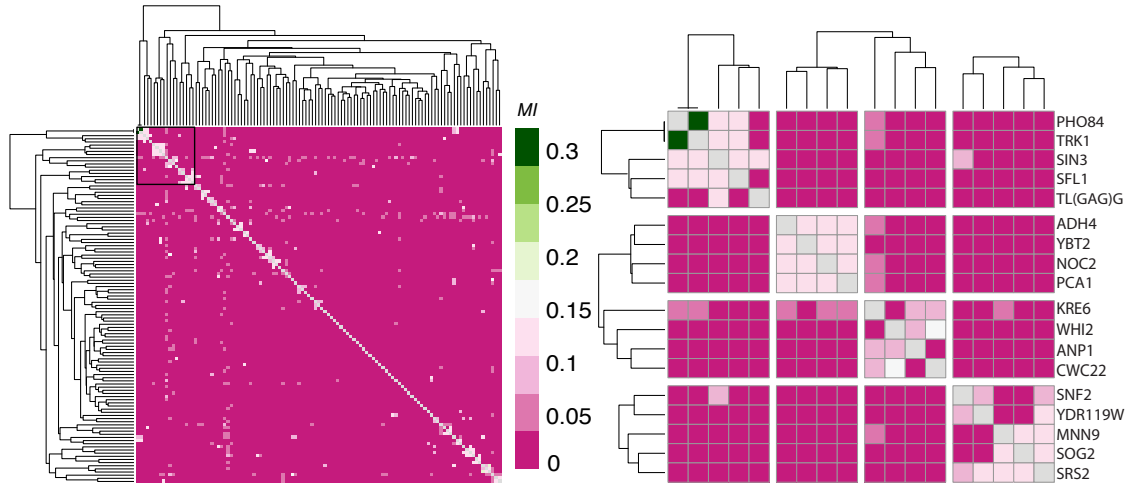 MI
0.3
0.25
0.2
0.15
0.1
0.05
0
PHO84
TRK1
SIN3
SFL1
TL(GAG)G
ADH4
YBT2
NOC2
PCA1
KRE6
WHI2
ANP1
CWC22
SNF2
YDR119W
MNN9
SOG2
SRS2